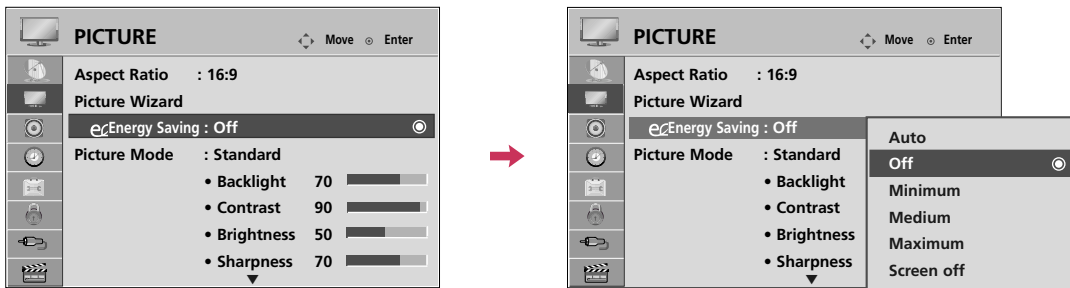 PICTURE
Move Enter
Aspect Ratio : 16:9
Picture Wizard
Energy Saving : Off
Picture Mode : Standard
• Backlight 70
• Contrast 90
• Brightness 50
• Sharpness 70
PICTURE
Move Enter
Aspect Ratio : 16:9
Picture Wizard
Energy Saving : Off
Picture Mode : Standard
• Backlight
• Contrast
• Brightness
• Sharpness
Auto
Off
Minimum
Medium
Maximum
Screen off